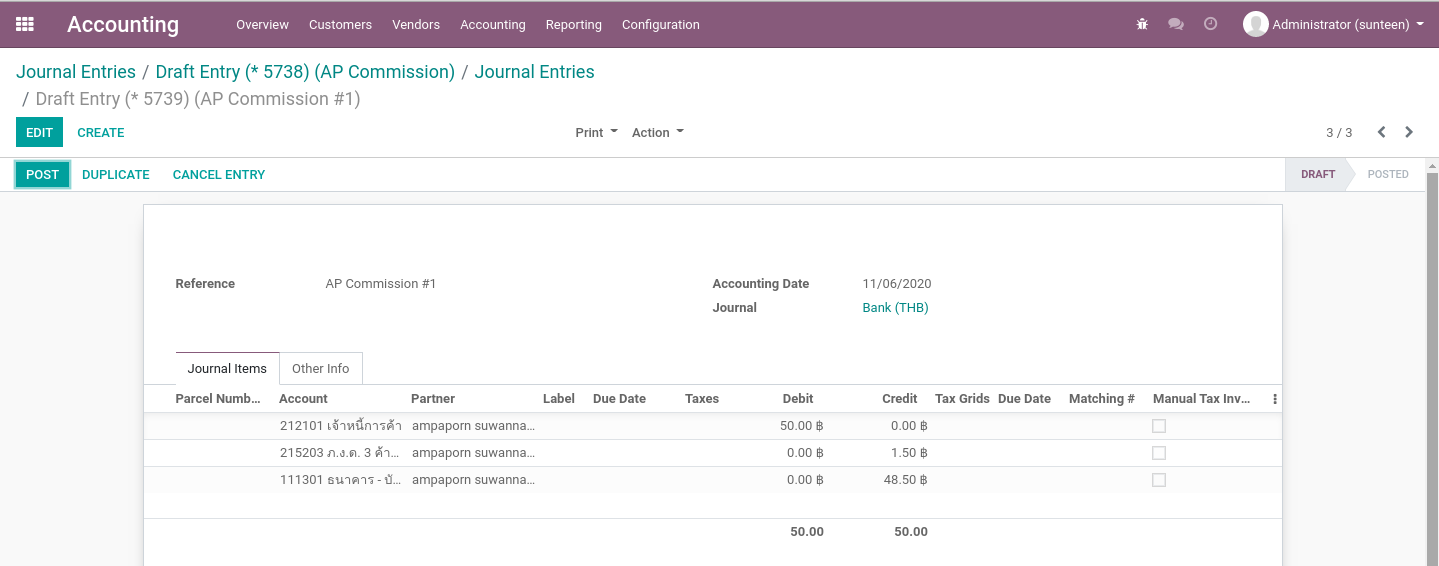 Accounting Overview Customers Vendors Accounting Reporting Configuration Administrator (sunteen)
Journal Entries / Draft Entry (* 5738) (AP Commission) / Journal Entries
/ Draft Entry (* 5739) (AP Commission #1)
EDIT CREATE Print Action 3 / 3
POST DUPLICATE CANCEL ENTRY DRAFT POSTED
Reference AP Commission #1 Accounting Date 11/06/2020
Journal Bank (THB)
Journal Items Other Info
Parcel Numb... Account Partner Label Due Date Taxes Debit Credit Tax Grids Due Date Matching # Manual Tax Inv...
212101 เจ้าหนี้การค้า ampaporn suwanna... 50.00 ฿ 0.00 ฿
215203 ภ.ง.ด. 3 ค้า... ampaporn suwanna... 0.00 ฿ 1.50 ฿
111301 ธนาคาร - บั... ampaporn suwanna... 0.00 ฿ 48.50 ฿
50.00 50.00